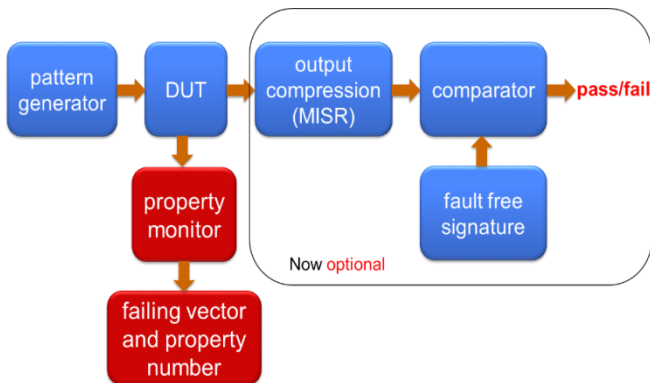 pattern
generator
DUT
output
compression
(MISR)
comparator
pass/fail
property
monitor
fault free
signature
Now optional
failing vector
and property
number